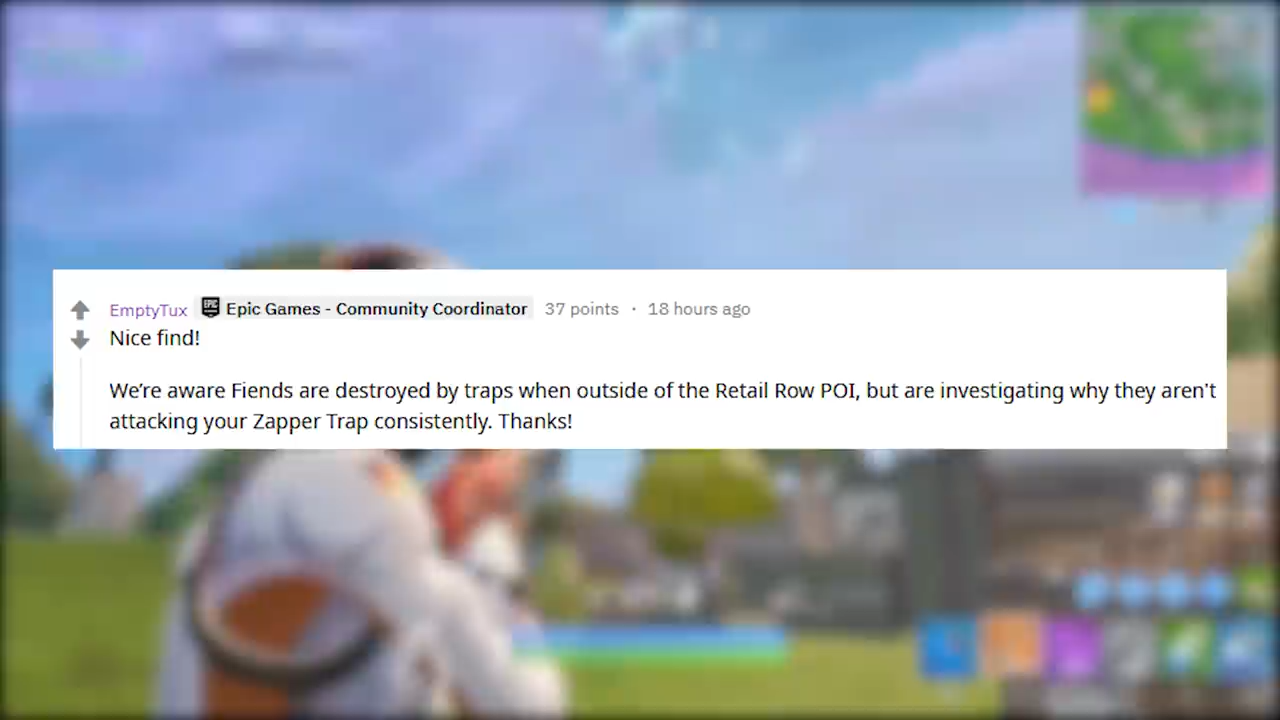 EmptyTux EPIC Epic Games - Community Coordinator 37 points · 18 hours ago
Nice find!
We’re aware Fiends are destroyed by traps when outside of the Retail Row POI, but are investigating why they aren't
attacking your Zapper Trap consistently. Thanks!